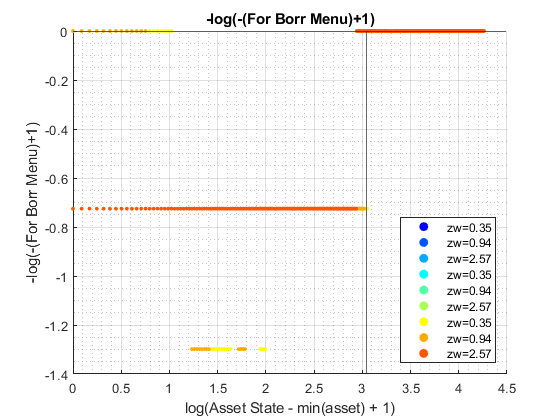 -log(-(For Borr Menu)+1)
-log(-(For Borr Menu)+1)
0
-0.2
-0.4
-0.6
-0.8
-1
-1.2
-1.4
zw=0.35
zw=0.94
zw=2.57
zw=0.35
zw=0.94
zw=2.57
zw=0.35
zw=0.94
zw=2.57
0 0.5 1 1.5 2 2.5 3 3.5 4 4.5
log(Asset State - min(asset) + 1)